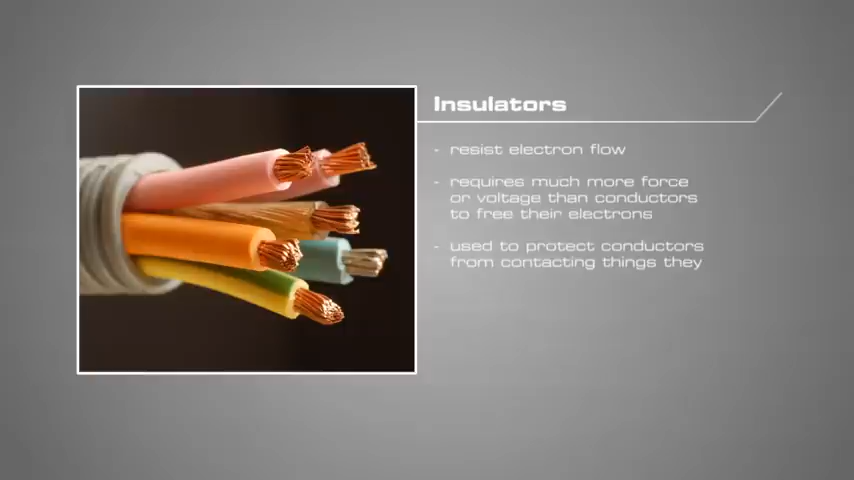 Insulators
- resist electron flow
- requires much more force
or voltage than conductors
to free their electrons
- used to protect conductors
from contacting things they